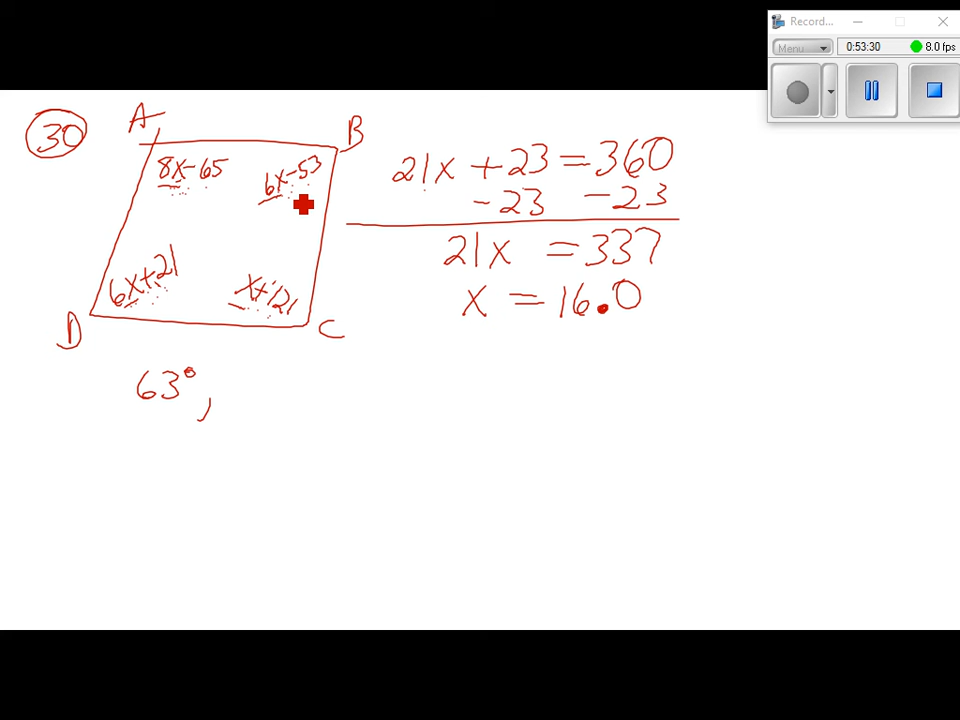 Record...
Menu
0:53:30
8.0 fps
30
A
B
8x-65
6x-53
6x+21
x+121
D
C
63°,
21x + 23 = 360
- 23 - 23
21x = 337
x = 16.0